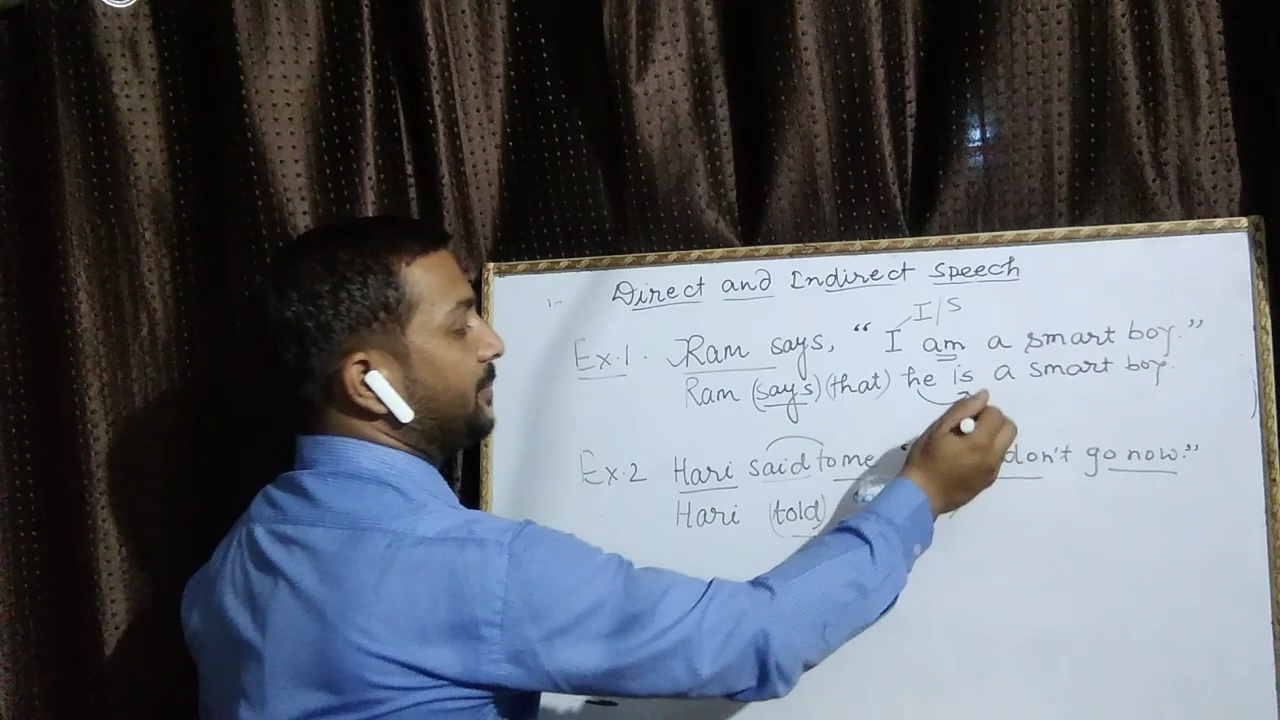 Direct and Indirect Speech
I/S
Ex.1. Ram says, “ I am a smart boy.”
Ram (says) (that) he is a smart boy.
Ex.2 Hari said to me don't go now.”
Hari (told)